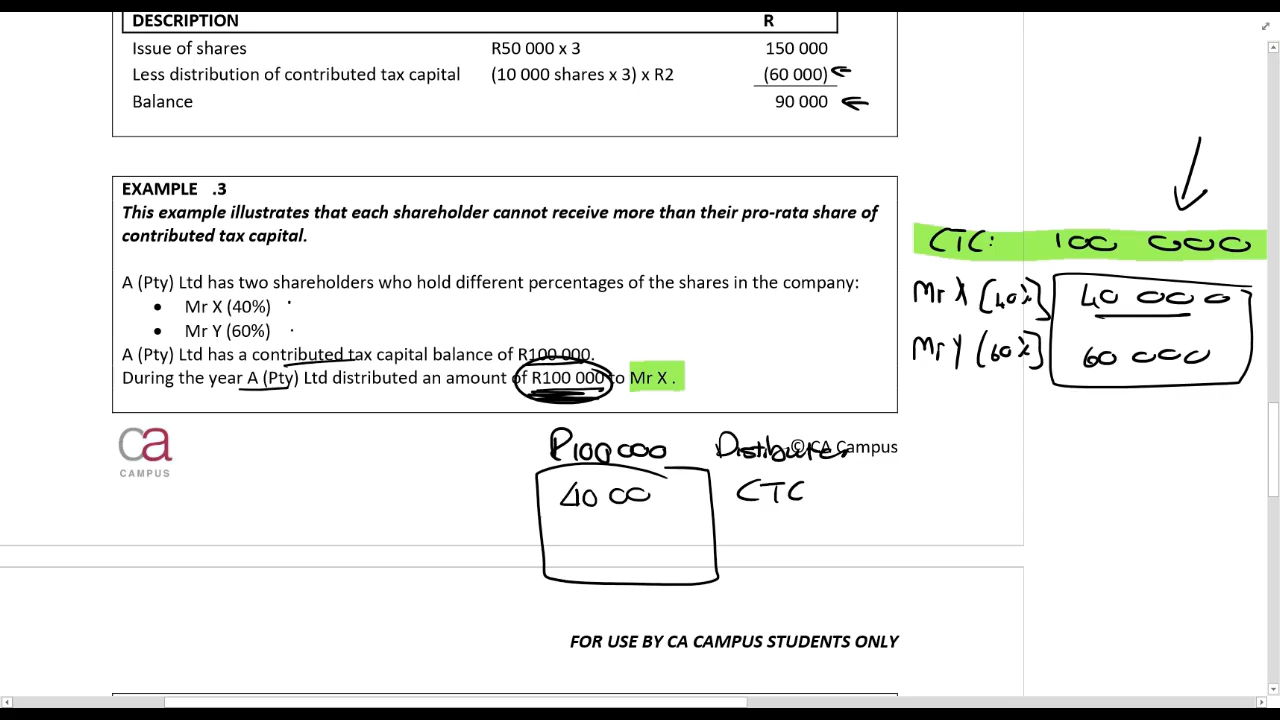 DESCRIPTION R
Issue of shares R50 000 x 3 150 000
Less distribution of contributed tax capital (10 000 shares x 3) x R2 (60 000)
Balance 90 000
EXAMPLE .3
This example illustrates that each shareholder cannot receive more than their pro-rata share of
contributed tax capital.
CTC: 100 000
A (Pty) Ltd has two shareholders who hold different percentages of the shares in the company:
• Mr X (40%)
• Mr Y (60%)
Mr X (40%) 40 000
Mr Y (60%) 60 000
A (Pty) Ltd has a contributed tax capital balance of R100 000.
During the year A (Pty) Ltd distributed an amount of R100 000 to Mr X .
ca
CAMPUS
R100 000
© CA Campus
40 00 CTC
FOR USE BY CA CAMPUS STUDENTS ONLY